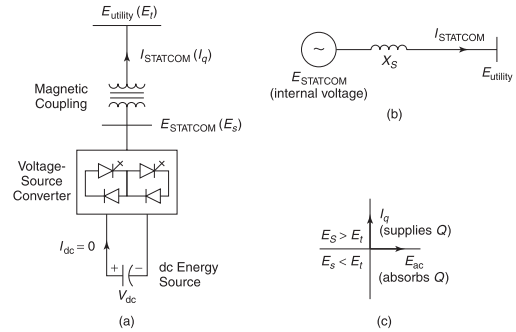 E_utility (E_t)
I_STATCOM (I_q)
Magnetic
Coupling
E_STATCOM (E_s)
Voltage-
Source
Converter
I_dc = 0
+ −
dc Energy
Source
V_dc
(a)
I_STATCOM
~
X_S
E_STATCOM
(internal voltage)
E_utility
(b)
I_q
(supplies Q)
E_S > E_t
E_s < E_t
E_ac
(absorbs Q)
(c)